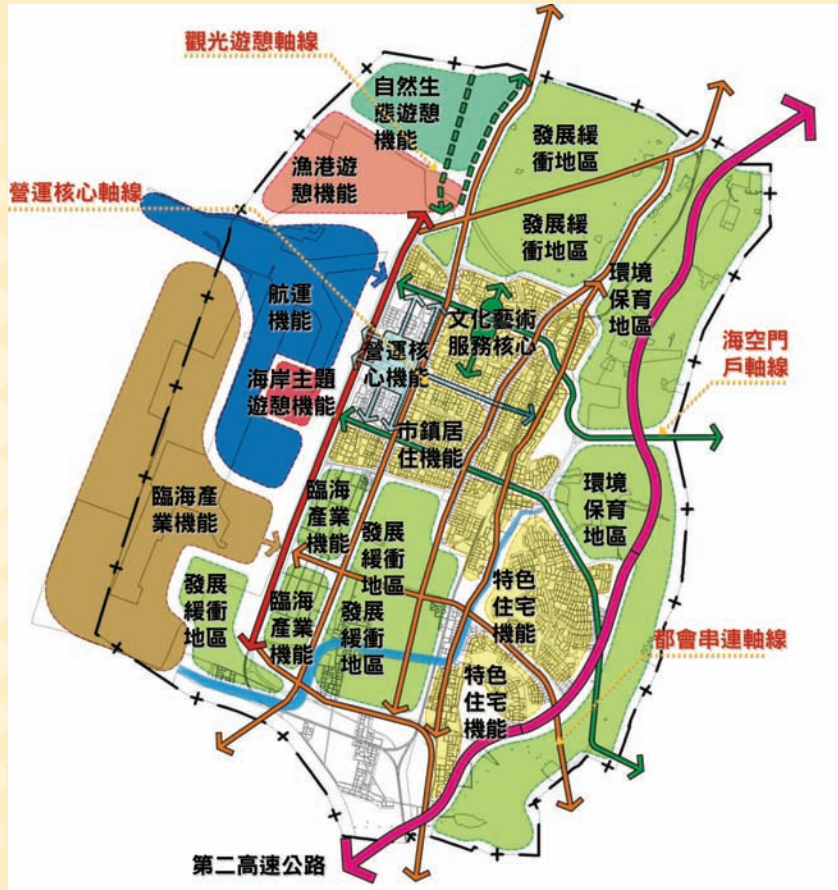 觀光遊憩軸線
自然生
態遊憩
機能
發展緩
衝地區
漁港遊
憩機能
營運核心軸線
發展緩
衝地區
環境
保育
地區
航運
機能
文化藝術
服務核心
海空門
戶軸線
營運核
心機能
海岸主題
遊憩機能
市鎮居
住機能
臨海產
業機能
臨海
產業
機能
環境
保育
地區
發展
緩衝
地區
發展
緩衝
地區
臨海
產業
機能
發展
緩衝
地區
特色
住宅
機能
都會串連軸線
特色
住宅
機能
第二高速公路